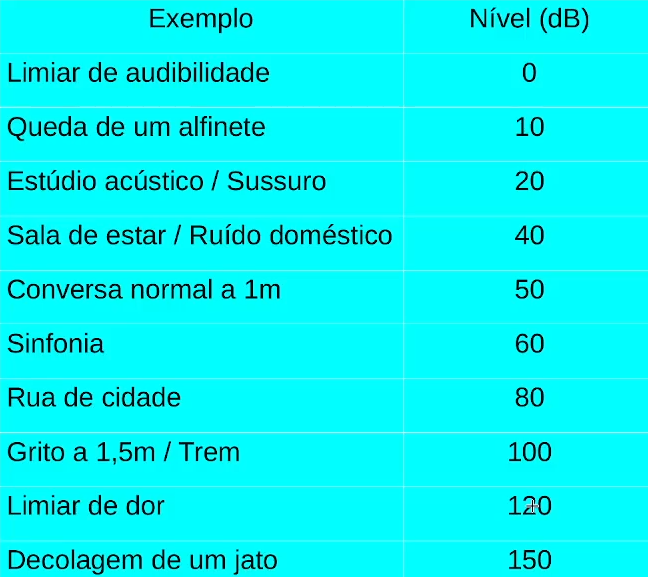 Exemplo Nível (dB)
Limiar de audibilidade 0
Queda de um alfinete 10
Estúdio acústico / Sussuro 20
Sala de estar / Ruído doméstico 40
Conversa normal a 1m 50
Sinfonia 60
Rua de cidade 80
Grito a 1,5m / Trem 100
Limiar de dor 120
Decolagem de um jato 150